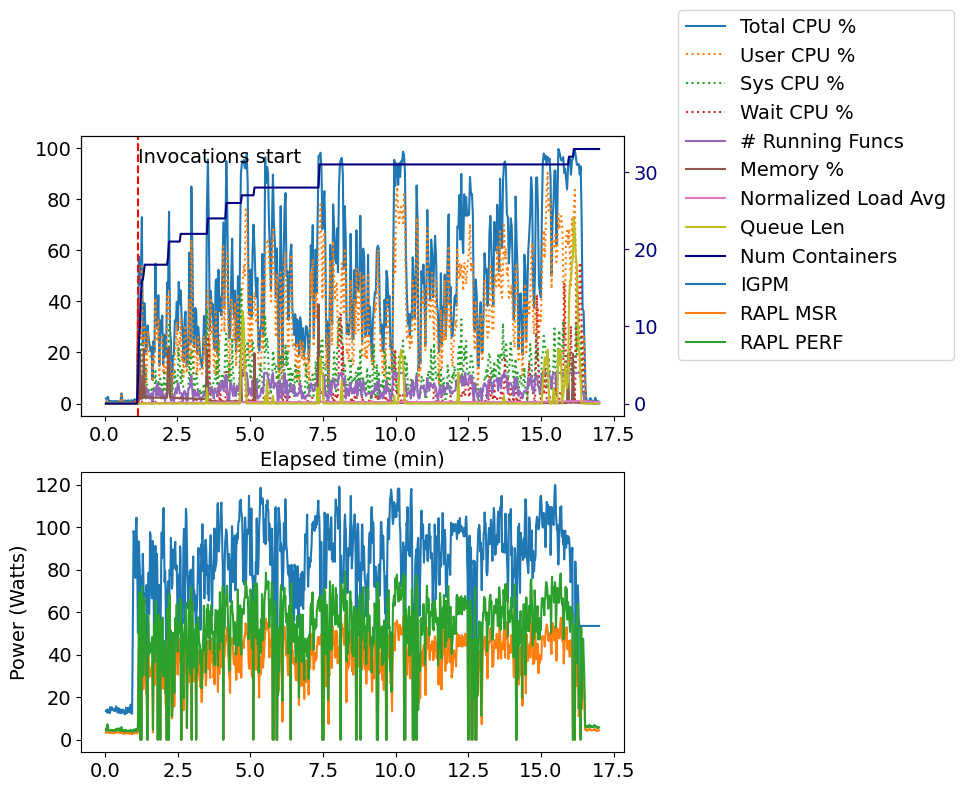 Total CPU %
User CPU %
Sys CPU %
Wait CPU %
# Running Funcs
Memory %
Normalized Load Avg
Queue Len
Num Containers
IGPM
RAPL MSR
RAPL PERF
Invocations start
100
80
60
40
20
0
30
20
10
0
0.0 2.5 5.0 7.5 10.0 12.5 15.0 17.5
Elapsed time (min)
Power (Watts)
120
100
80
60
40
20
0
0.0 2.5 5.0 7.5 10.0 12.5 15.0 17.5